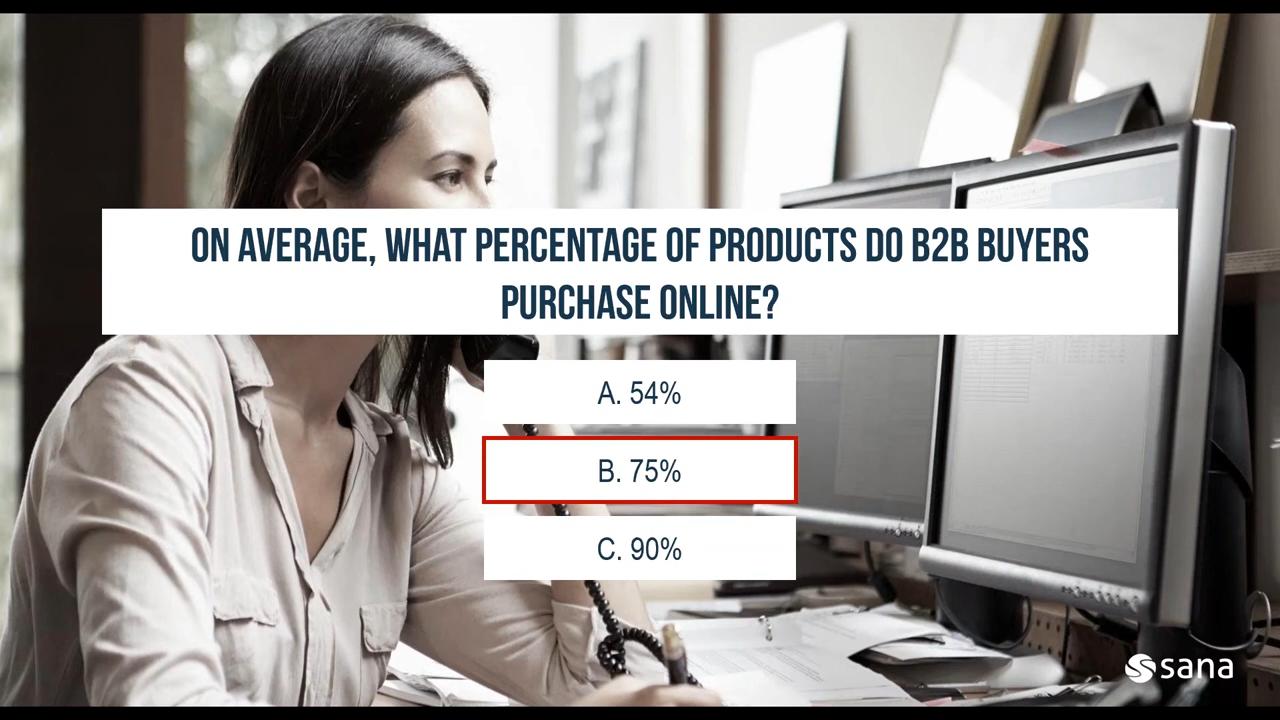 ON AVERAGE, WHAT PERCENTAGE OF PRODUCTS DO B2B BUYERS
PURCHASE ONLINE?
A. 54%
B. 75%
C. 90%
sana